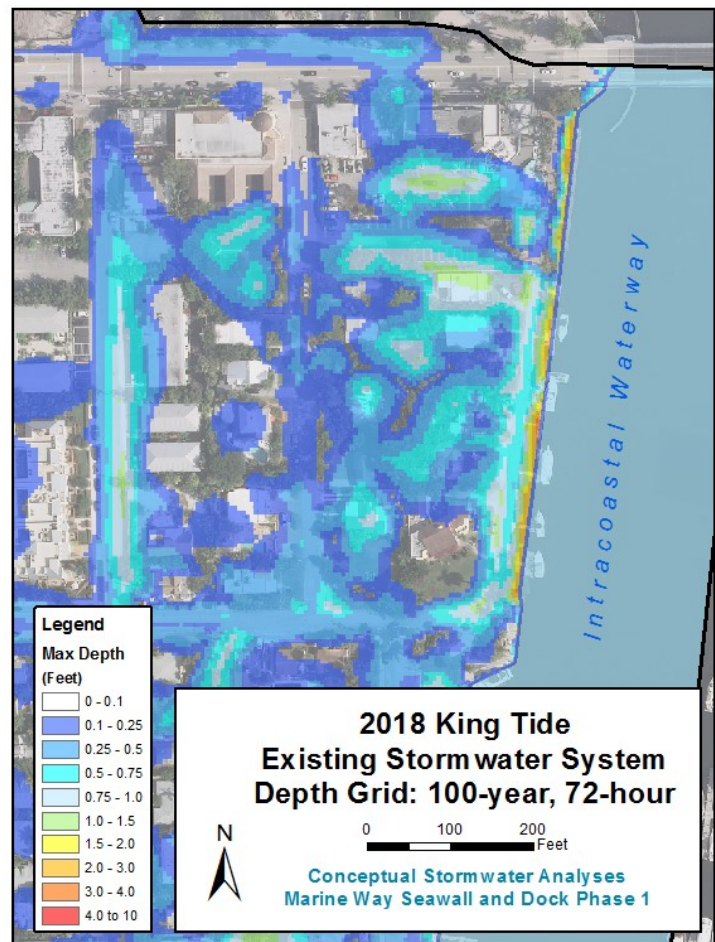 Intracoastal Waterway
Legend
Max Depth
(Feet)
0 - 0.1
0.1 - 0.25
0.25 - 0.5
0.5 - 0.75
0.75 - 1.0
1.0 - 1.5
1.5 - 2.0
2.0 - 3.0
3.0 - 4.0
4.0 to 10
2018 King Tide
Existing Stormwater System
Depth Grid: 100-year, 72-hour
N
0 100 200
Feet
Conceptual Stormwater Analyses
Marine Way Seawall and Dock Phase 1